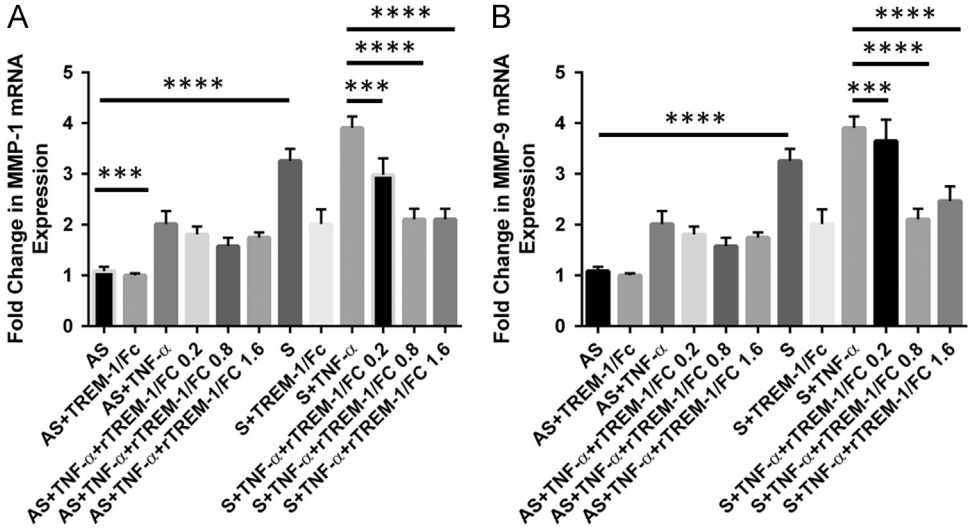 A
Fold Change in MMP-1 mRNA
Expression
5
4
3
2
1
0
***
****
***
****
****
AS
AS+TREM-1/Fc
AS+TNF-α
AS+TNF-α+rTREM-1/FC 0.2
AS+TNF-α+rTREM-1/FC 0.8
AS+TNF-α+rTREM-1/FC 1.6
S
S+TREM-1/Fc
S+TNF-α
S+TNF-α+rTREM-1/FC 0.2
S+TNF-α+rTREM-1/FC 0.8
S+TNF-α+rTREM-1/FC 1.6
B
Fold Change in MMP-9 mRNA
Expression
5
4
3
2
1
0
****
***
****
****
AS
AS+TREM-1/Fc
AS+TNF-α
AS+TNF-α+rTREM-1/FC 0.2
AS+TNF-α+rTREM-1/FC 0.8
AS+TNF-α+rTREM-1/FC 1.6
S
S+TREM-1/Fc
S+TNF-α
S+TNF-α+rTREM-1/FC 0.2
S+TNF-α+rTREM-1/FC 0.8
S+TNF-α+rTREM-1/FC 1.6